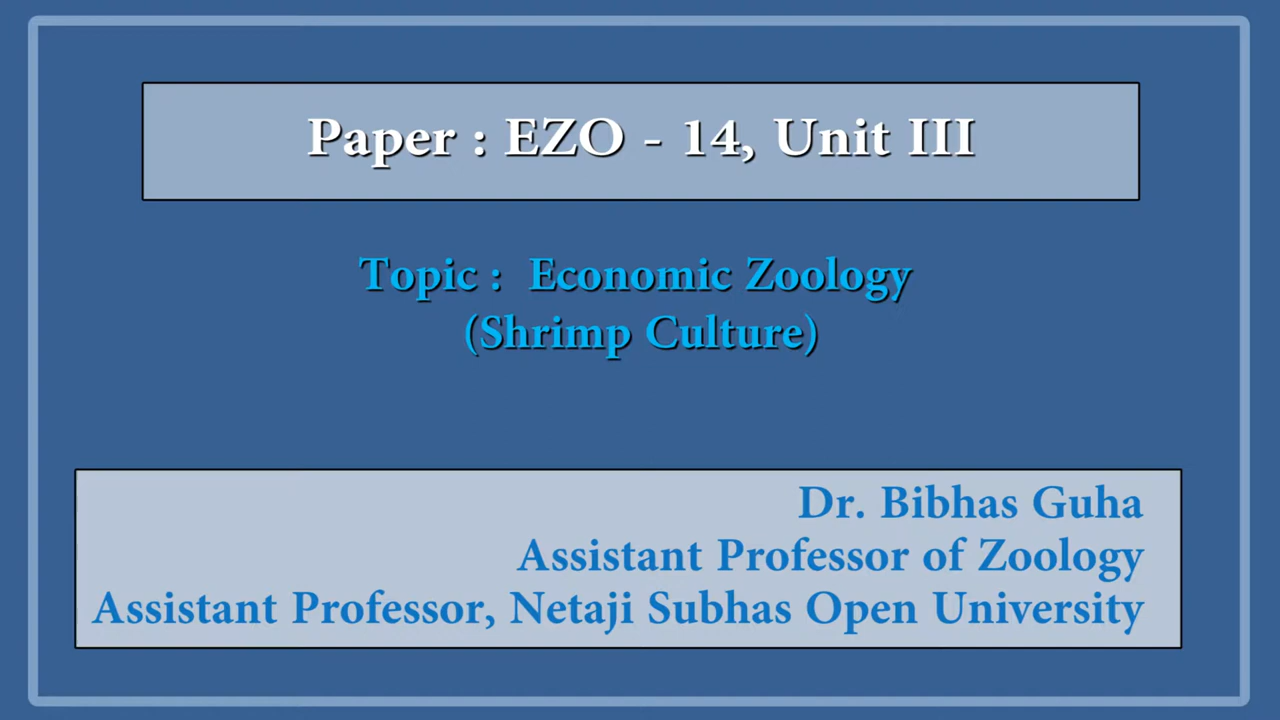 Paper : EZO - 14, Unit III
Topic : Economic Zoology
(Shrimp Culture)
Dr. Bibhas Guha
Assistant Professor of Zoology
Assistant Professor, Netaji Subhas Open University